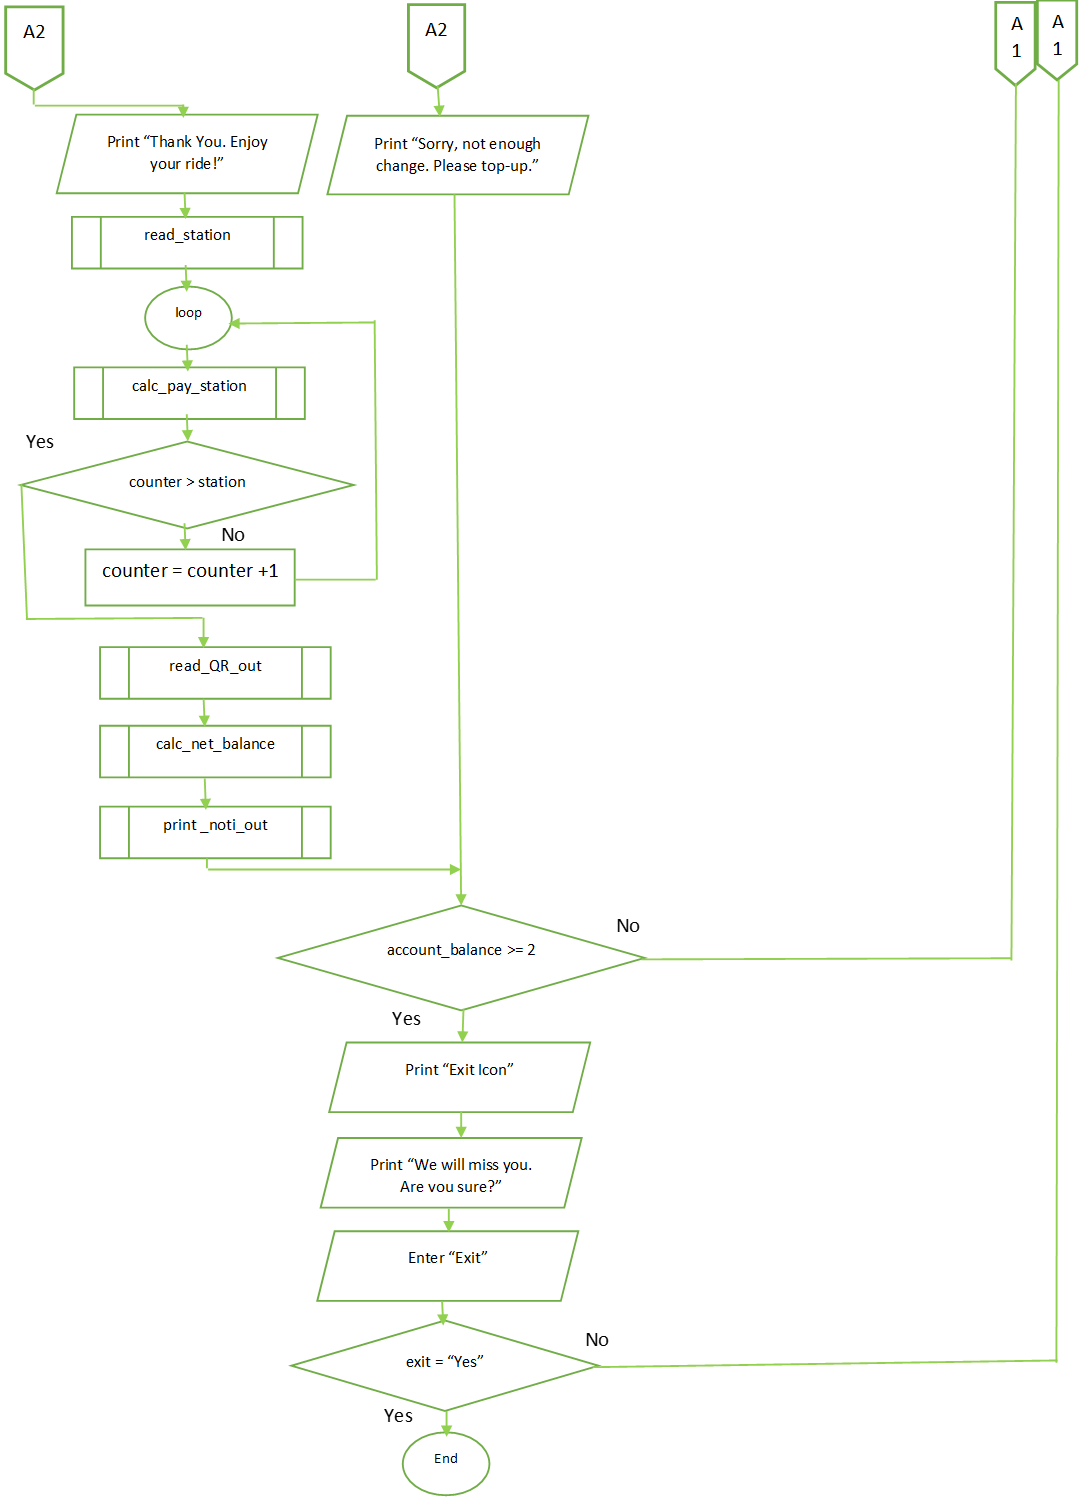 A2
A2
A
1
A
1
Print “Thank You. Enjoy
your ride!”
Print “Sorry, not enough
change. Please top-up.”
read_station
loop
calc_pay_station
Yes
counter > station
No
counter = counter +1
read_QR_out
calc_net_balance
print _noti_out
No
account_balance >= 2
Yes
Print “Exit Icon”
Print “We will miss you.
Are you sure?”
Enter “Exit”
No
exit = “Yes”
Yes
End